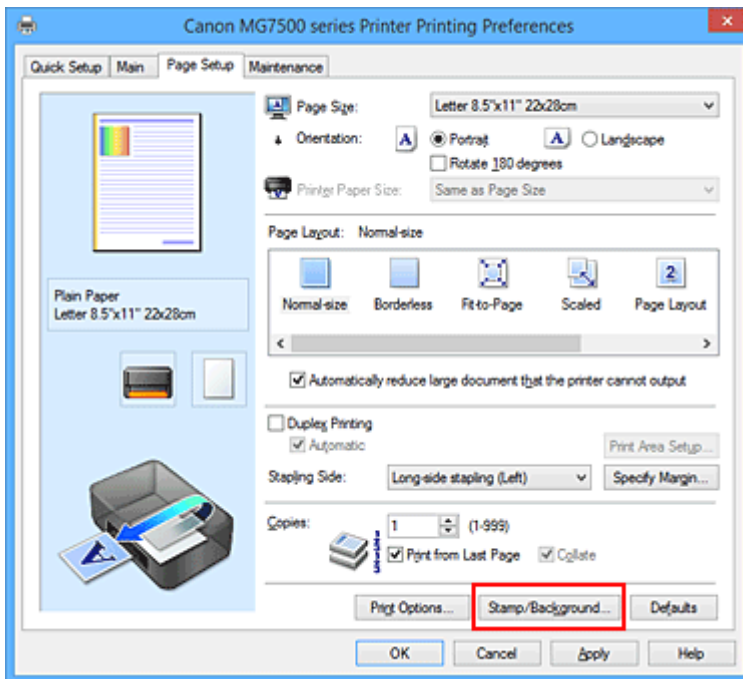 Canon MG7500 series Printer Printing Preferences
Quick Setup Main Page Setup Maintenance
Page Size: Letter 8.5"x11" 22x28cm
Orientation: A Portrait A Landscape
Rotate 180 degrees
Printer Paper Size: Same as Page Size
Page Layout: Normal-size
2
Normal-size Borderless Fit-to-Page Scaled Page Layout
Plain Paper
Letter 8.5"x11" 22x28cm
Automatically reduce large document that the printer cannot output
Duplex Printing
Automatic Print Area Setup...
Stapling Side: Long-side stapling (Left) Specify Margin...
Copies: 1 (1-999)
Print from Last Page Collate
A
Print Options... Stamp/Background... Defaults
OK Cancel Apply Help